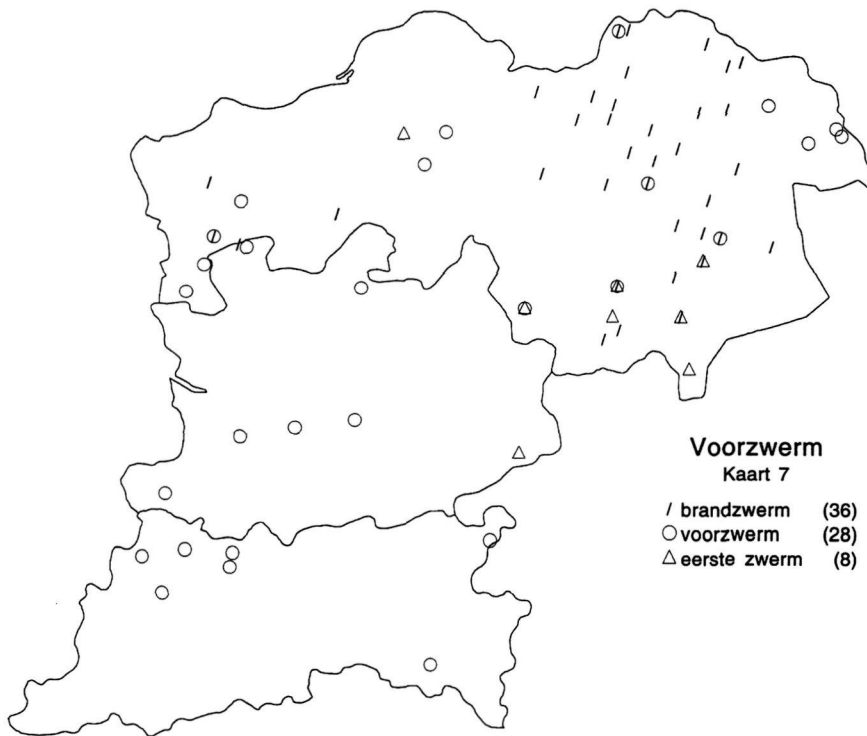 Voorzwerm
Kaart 7
/ brandzwerm (36)
○ voorzwerm (28)
△ eerste zwerm (8)